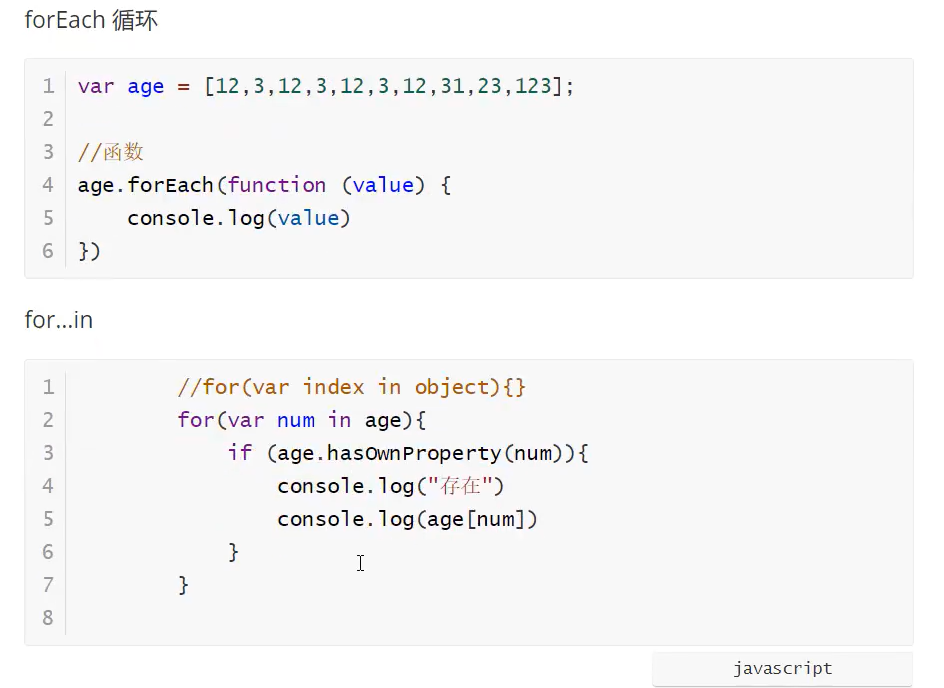 forEach 循环
1 var age = [12,3,12,3,12,3,12,31,23,123];
2
3 //函数
4 age.forEach(function (value) {
5     console.log(value)
6 })
for...in
1         //for(var index in object){}
2         for(var num in age){
3             if (age.hasOwnProperty(num)){
4                 console.log("存在")
5                 console.log(age[num])
6             }
7         }
8
javascript